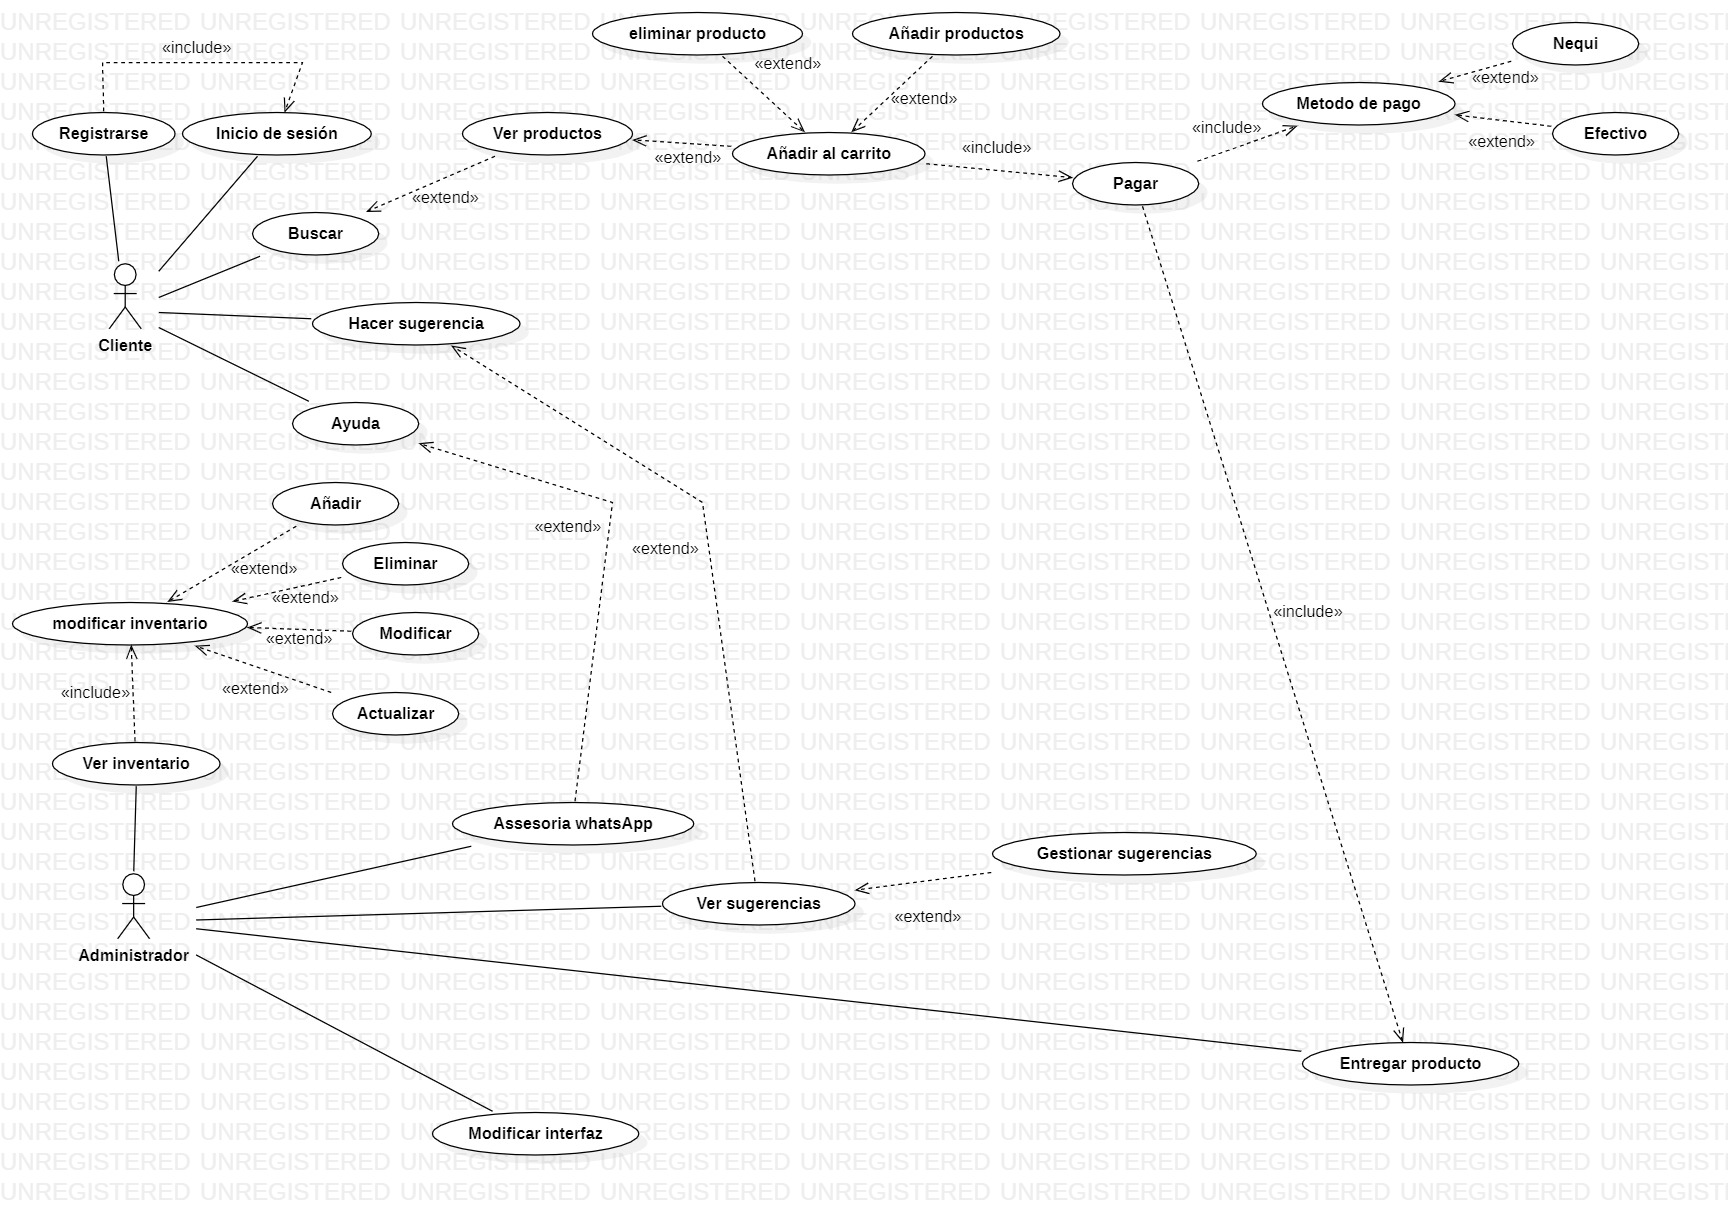 «include»
eliminar producto
Añadir productos
Nequi
«extend»
«extend»
Metodo de pago
«extend»
Registrarse
Inicio de sesión
Ver productos
«extend»
«include»
Efectivo
«extend»
Añadir al carrito
«extend»
«include»
Pagar
«extend»
Buscar
Hacer sugerencia
Cliente
Ayuda
Añadir
«extend»
«extend»
Eliminar
«extend»
«extend»
«include»
modificar inventario
Modificar
«extend»
«extend»
«include»
Actualizar
Ver inventario
Assesoria whatsApp
Gestionar sugerencias
Ver sugerencias
«extend»
Administrador
Entregar producto
Modificar interfaz
UNREGISTERED